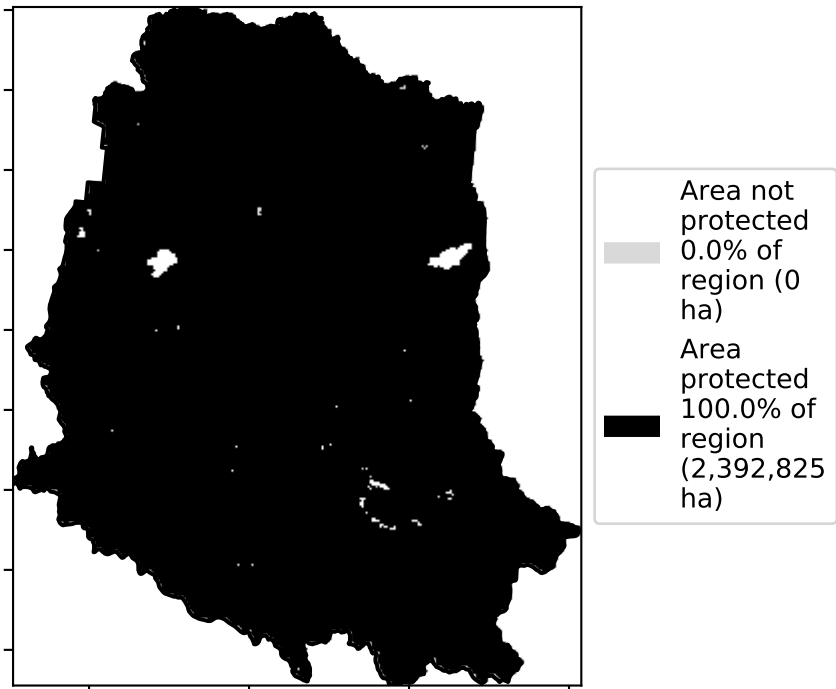 Area not
protected
0.0% of
region (0
ha)
Area
protected
100.0% of
region
(2,392,825
ha)